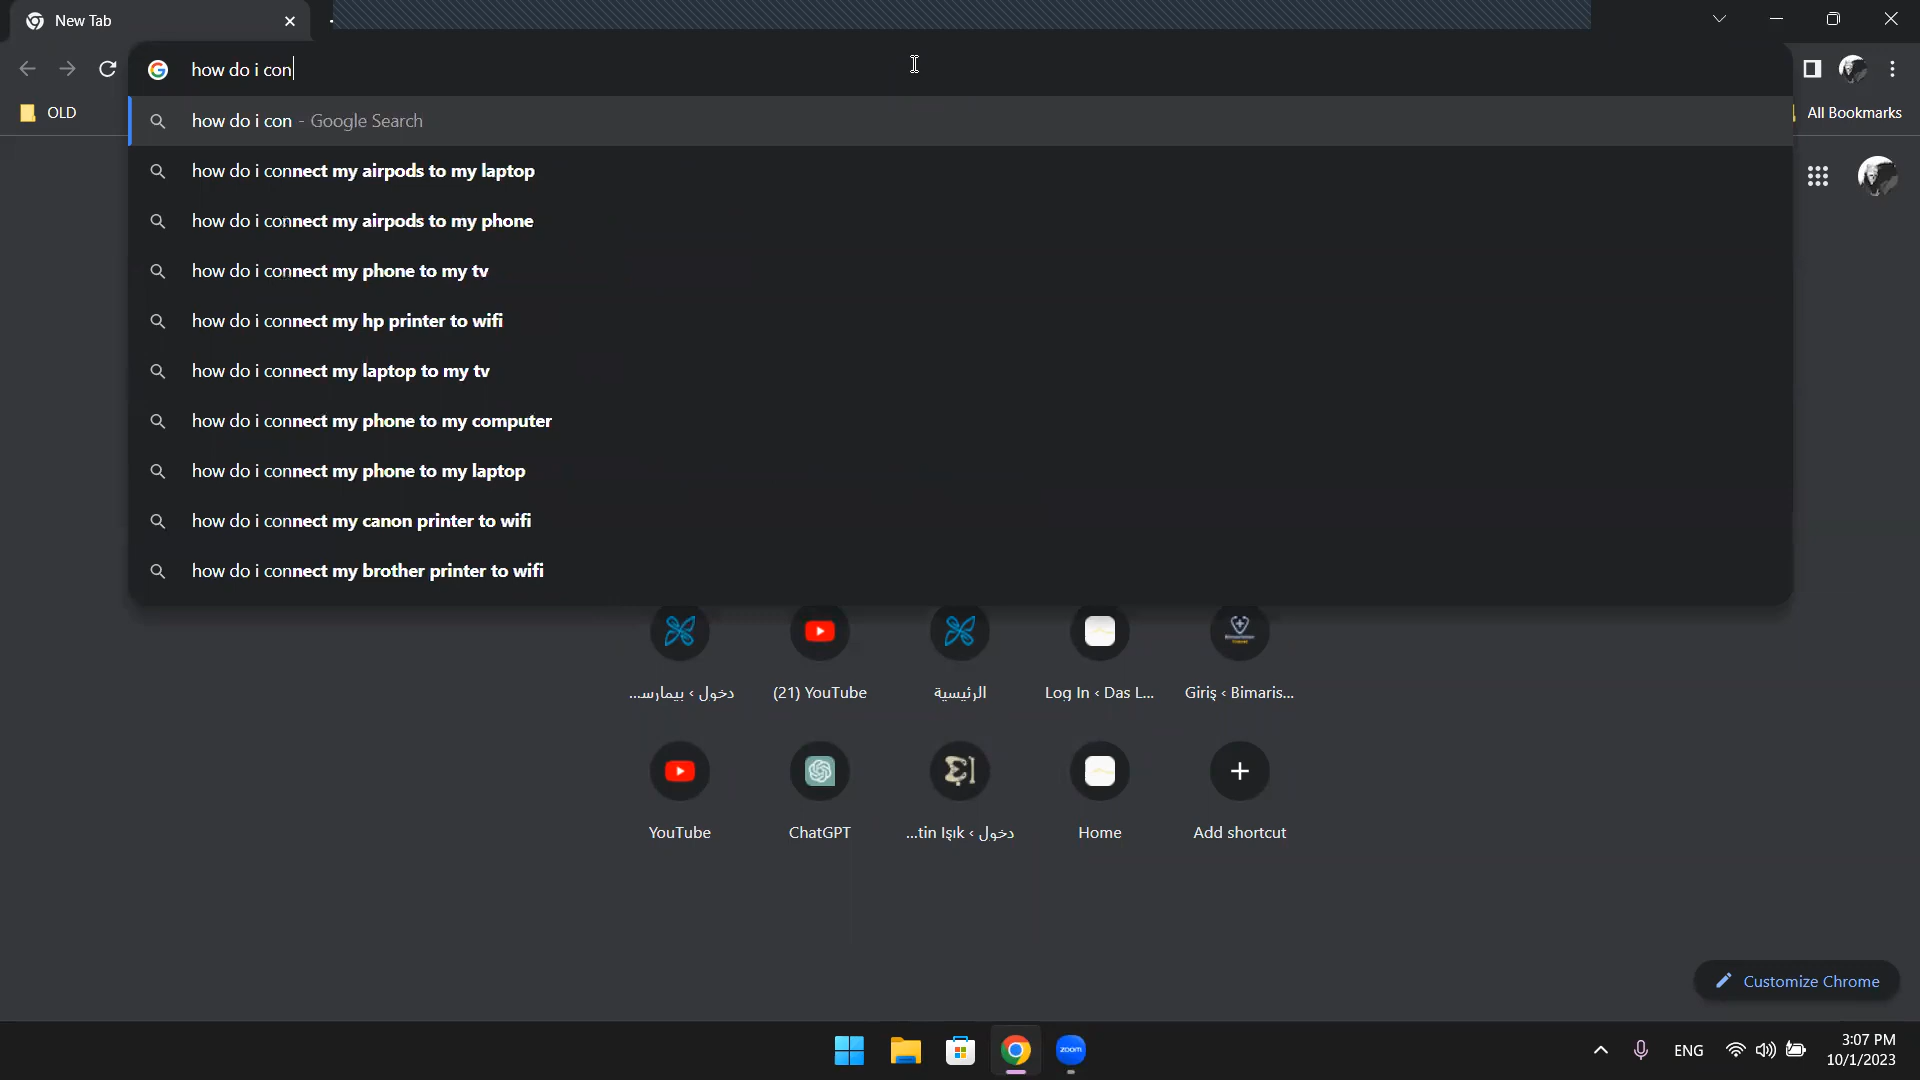 New Tab
how do i con
OLD
All Bookmarks
how do i con - Google Search
how do i connect my airpods to my laptop
how do i connect my airpods to my phone
how do i connect my phone to my tv
how do i connect my hp printer to wifi
how do i connect my laptop to my tv
how do i connect my phone to my computer
how do i connect my phone to my laptop
how do i connect my canon printer to wifi
how do i connect my brother printer to wifi
دخول › بيمارس...
(21) YouTube
الرئيسية
Log In ‹ Das L...
Giriş ‹ Bimaris...
YouTube
ChatGPT
...tin Işık ‹ دخول
Home
Add shortcut
Customize Chrome
zoom
ENG
3:07 PM
10/1/2023